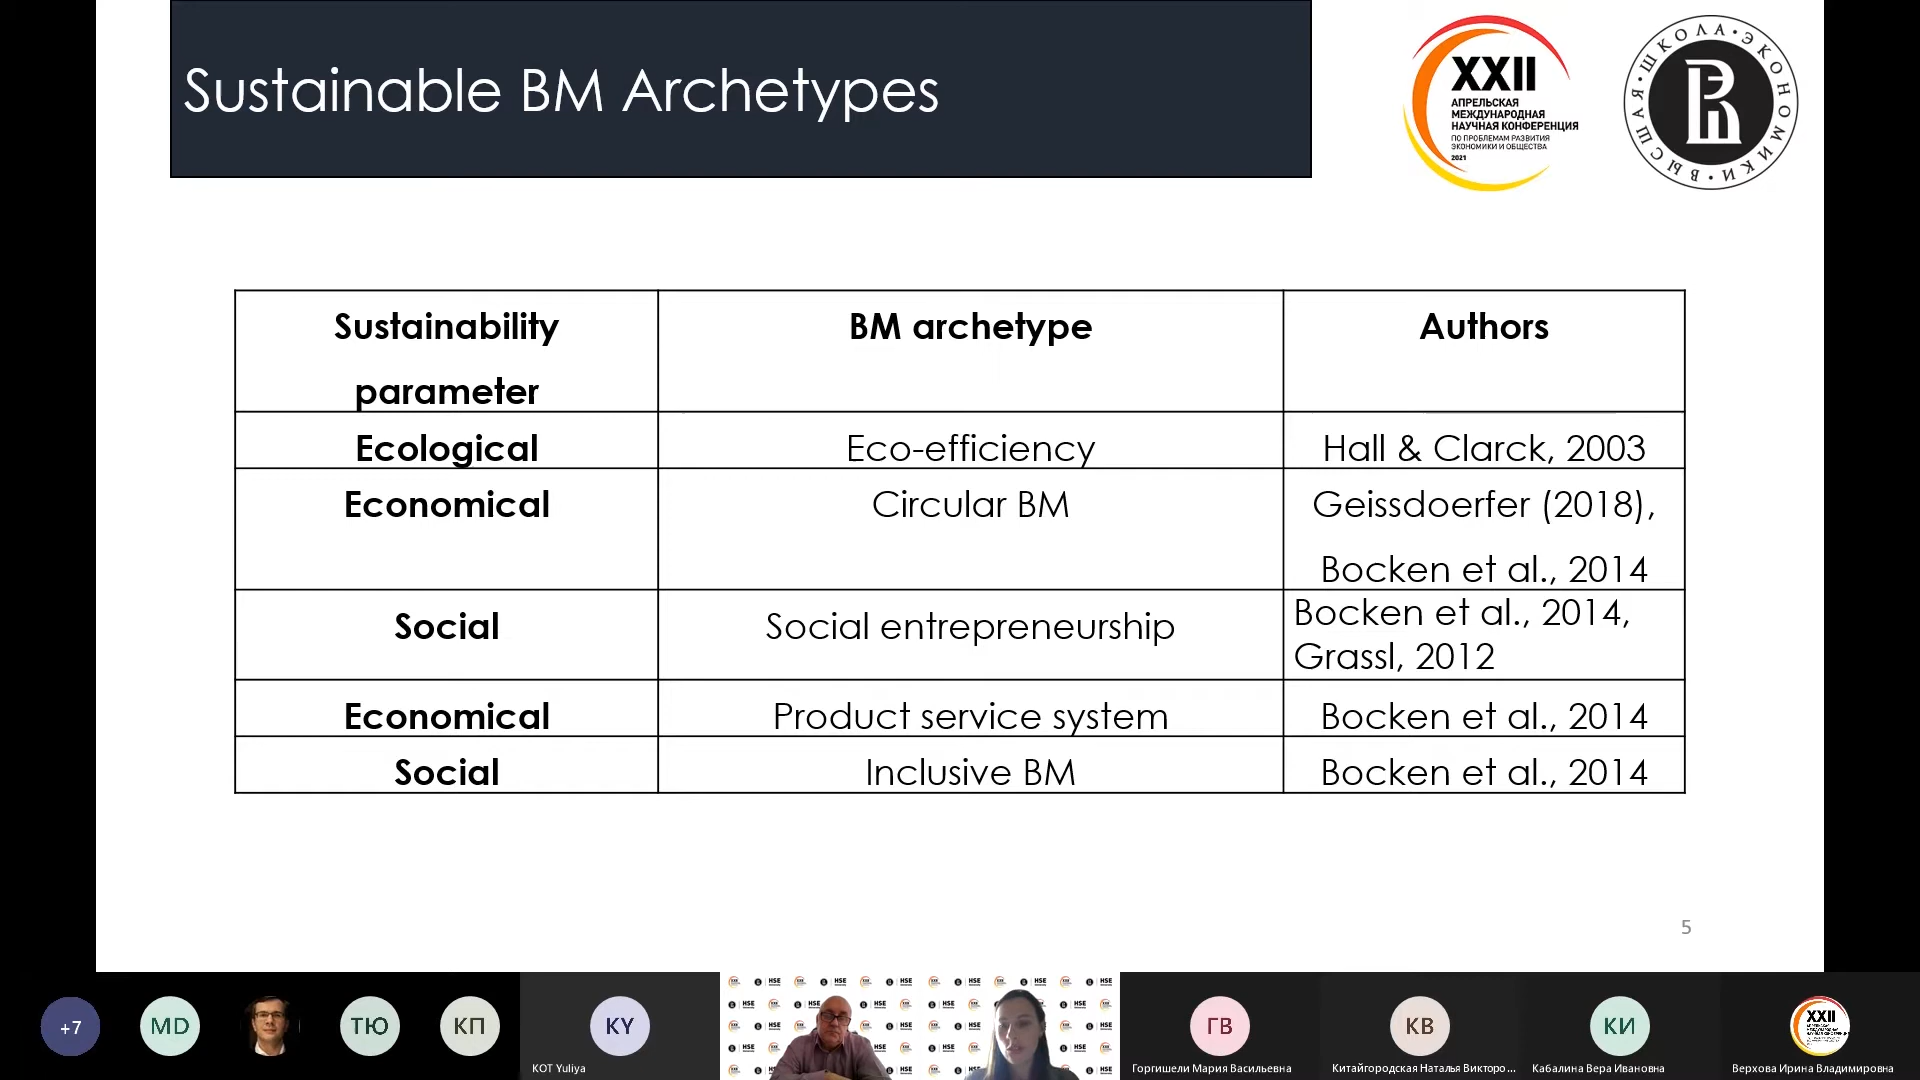 Sustainable BM Archetypes
XXII
АПРЕЛЬСКАЯ
МЕЖДУНАРОДНАЯ
НАУЧНАЯ КОНФЕРЕНЦИЯ
ПО ПРОБЛЕМАМ РАЗВИТИЯ
ЭКОНОМИКИ И ОБЩЕСТВА
2021
ВЫСШАЯ • ШКОЛА • ЭКОНОМИКИ •
Sustainability parameter
BM archetype
Authors
Ecological
Eco-efficiency
Hall & Clarck, 2003
Economical
Circular BM
Geissdoerfer (2018),
Bocken et al., 2014
Social
Social entrepreneurship
Bocken et al., 2014,
Grassl, 2012
Economical
Product service system
Bocken et al., 2014
Social
Inclusive BM
Bocken et al., 2014
5
+7
MD
ТЮ
КП
KY
KOT Yuliya
HSE
ГВ
Горгишели Мария Васильевна
КВ
Китайгородская Наталья Викторо...
КИ
Кабалина Вера Ивановна
XXII
Верхова Ирина Владимировна